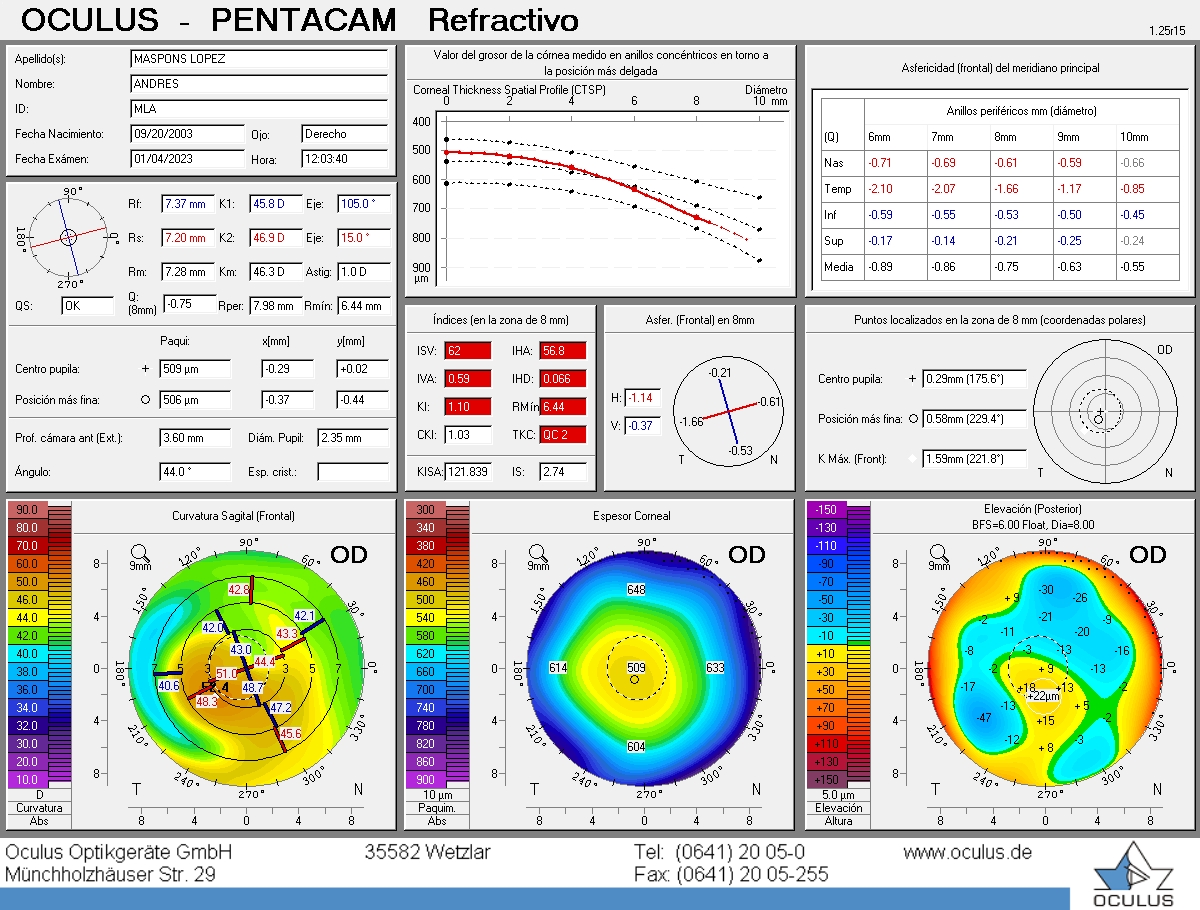 OCULUS - PENTACAM Refractivo
1.25r15
Apellido(s): MASPONS LOPEZ
Nombre: ANDRES
ID: MLA
Fecha Nacimiento: 09/20/2003 Ojo: Derecho
Fecha Exámen: 01/04/2023 Hora: 12:03:40
Valor del grosor de la córnea medido en anillos concéntricos en torno a
la posición más delgada
Corneal Thickness Spatial Profile (CTSP) Diámetro
0 2 4 6 8 10 mm
400
500
600
700
800
900
µm
Asfericidad (frontal) del meridiano principal
Anillos periféricos mm (diámetro)
(Q) 6mm 7mm 8mm 9mm 10mm
Nas -0.71 -0.69 -0.61 -0.59 -0.66
Temp -2.10 -2.07 -1.66 -1.17 -0.85
Inf -0.59 -0.55 -0.53 -0.50 -0.45
Sup -0.17 -0.14 -0.21 -0.25 -0.24
Media -0.89 -0.86 -0.75 -0.63 -0.55
90°
180° 0°
270°
Rf: 7.37 mm K1: 45.8 D Eje: 105.0 °
Rs: 7.20 mm K2: 46.9 D Eje: 15.0 °
Rm: 7.28 mm Km: 46.3 D Astig: 1.0 D
QS: OK Q: (8mm) -0.75 Rper: 7.98 mm Rmín: 6.44 mm
Paqui: x[mm] y[mm]
Centro pupila: + 509 µm -0.29 +0.02
Posición más fina: O 506 µm -0.37 -0.44
Prof. cámara ant (Ext.): 3.60 mm Diám. Pupil: 2.35 mm
Ángulo: 44.0 ° Esp. crist.:
Índices (en la zona de 8 mm)
ISV: 62 IHA: 56.8
IVA: 0.59 IHD: 0.066
KI: 1.10 RMín 6.44
CKI: 1.03 TKC: QC 2
KISA: 121.839 IS: 2.74
Asfer. (Frontal) en 8mm
H: -1.14
V: -0.37
-0.21
-0.61
-1.66
-0.53
T N
Puntos localizados en la zona de 8 mm (coordenadas polares)
OD
Centro pupila: + 0.29mm (175.6°)
Posición más fina: O 0.58mm (229.4°)
K Máx. (Front): 1.59mm (221.8°)
T N
Curvatura Sagital (Frontal)
90.0
80.0
70.0
60.0
50.0
46.0
44.0
42.0
40.0
38.0
36.0
34.0
32.0
30.0
20.0
10.0
D
Curvatura
Abs
9mm
OD
90°
120° 60°
150° 30°
180° 0°
210° 330°
240° 300°
270°
8
4
0
4
8
42.8
42.0 42.1
43.0 43.3
44.4
7 5 3 3 5 7
51.0
40.6 48.7
48.3
47.2
45.6
T N
8 4 0 4 8
Espesor Corneal
300
340
380
420
460
500
540
580
620
660
700
740
780
820
860
900
10 µm
Paquim.
Abs
9mm
OD
90°
120° 60°
150° 30°
180° 0°
210° 330°
240° 300°
270°
8
4
0
4
8
648
614 509 633
604
T N
8 4 0 4 8
Elevación (Posterior)
BFS=6.00 Float, Dia=8.00
-150
-130
-110
-90
-70
-50
-30
-10
+10
+30
+50
+70
+90
+110
+130
+150
5.0 µm
Elevación
Altura
9mm
OD
90°
120° 60°
150° 30°
180° 0°
210° 330°
240° 300°
270°
8
4
0
4
8
-30
+9 -26
-2 -21 -9
-11 -20
-8 -3 -13 -16
-2 +9 -13
-17 +18 +13 -2
+22µm
-13 +5
-47 +15 -2
-12 -3
+8
T N
8 4 0 4 8
Oculus Optikgeräte GmbH 35582 Wetzlar Tel: (0641) 20 05-0 www.oculus.de
Münchholzhäuser Str. 29 Fax: (0641) 20 05-255
OCULUS